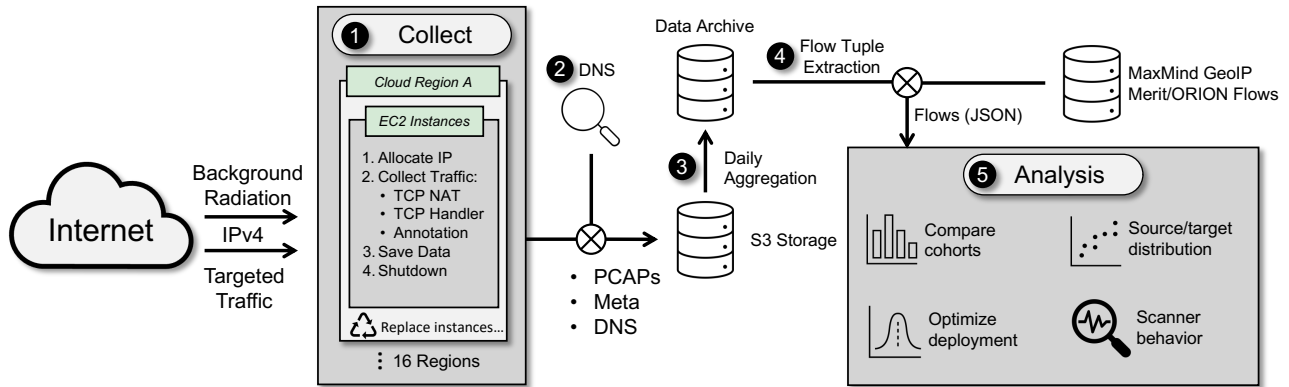 Internet
Background
Radiation
IPv4
Targeted
Traffic
1 Collect
Cloud Region A
EC2 Instances
1. Allocate IP
2. Collect Traffic:
• TCP NAT
• TCP Handler
• Annotation
3. Save Data
4. Shutdown
Replace instances...
⋮ 16 Regions
2 DNS
• PCAPs
• Meta
• DNS
S3 Storage
3 Daily
Aggregation
Data Archive
4 Flow Tuple
Extraction
MaxMind GeoIP
Merit/ORION Flows
Flows (JSON)
5 Analysis
Compare
cohorts
Source/target
distribution
Optimize
deployment
Scanner
behavior